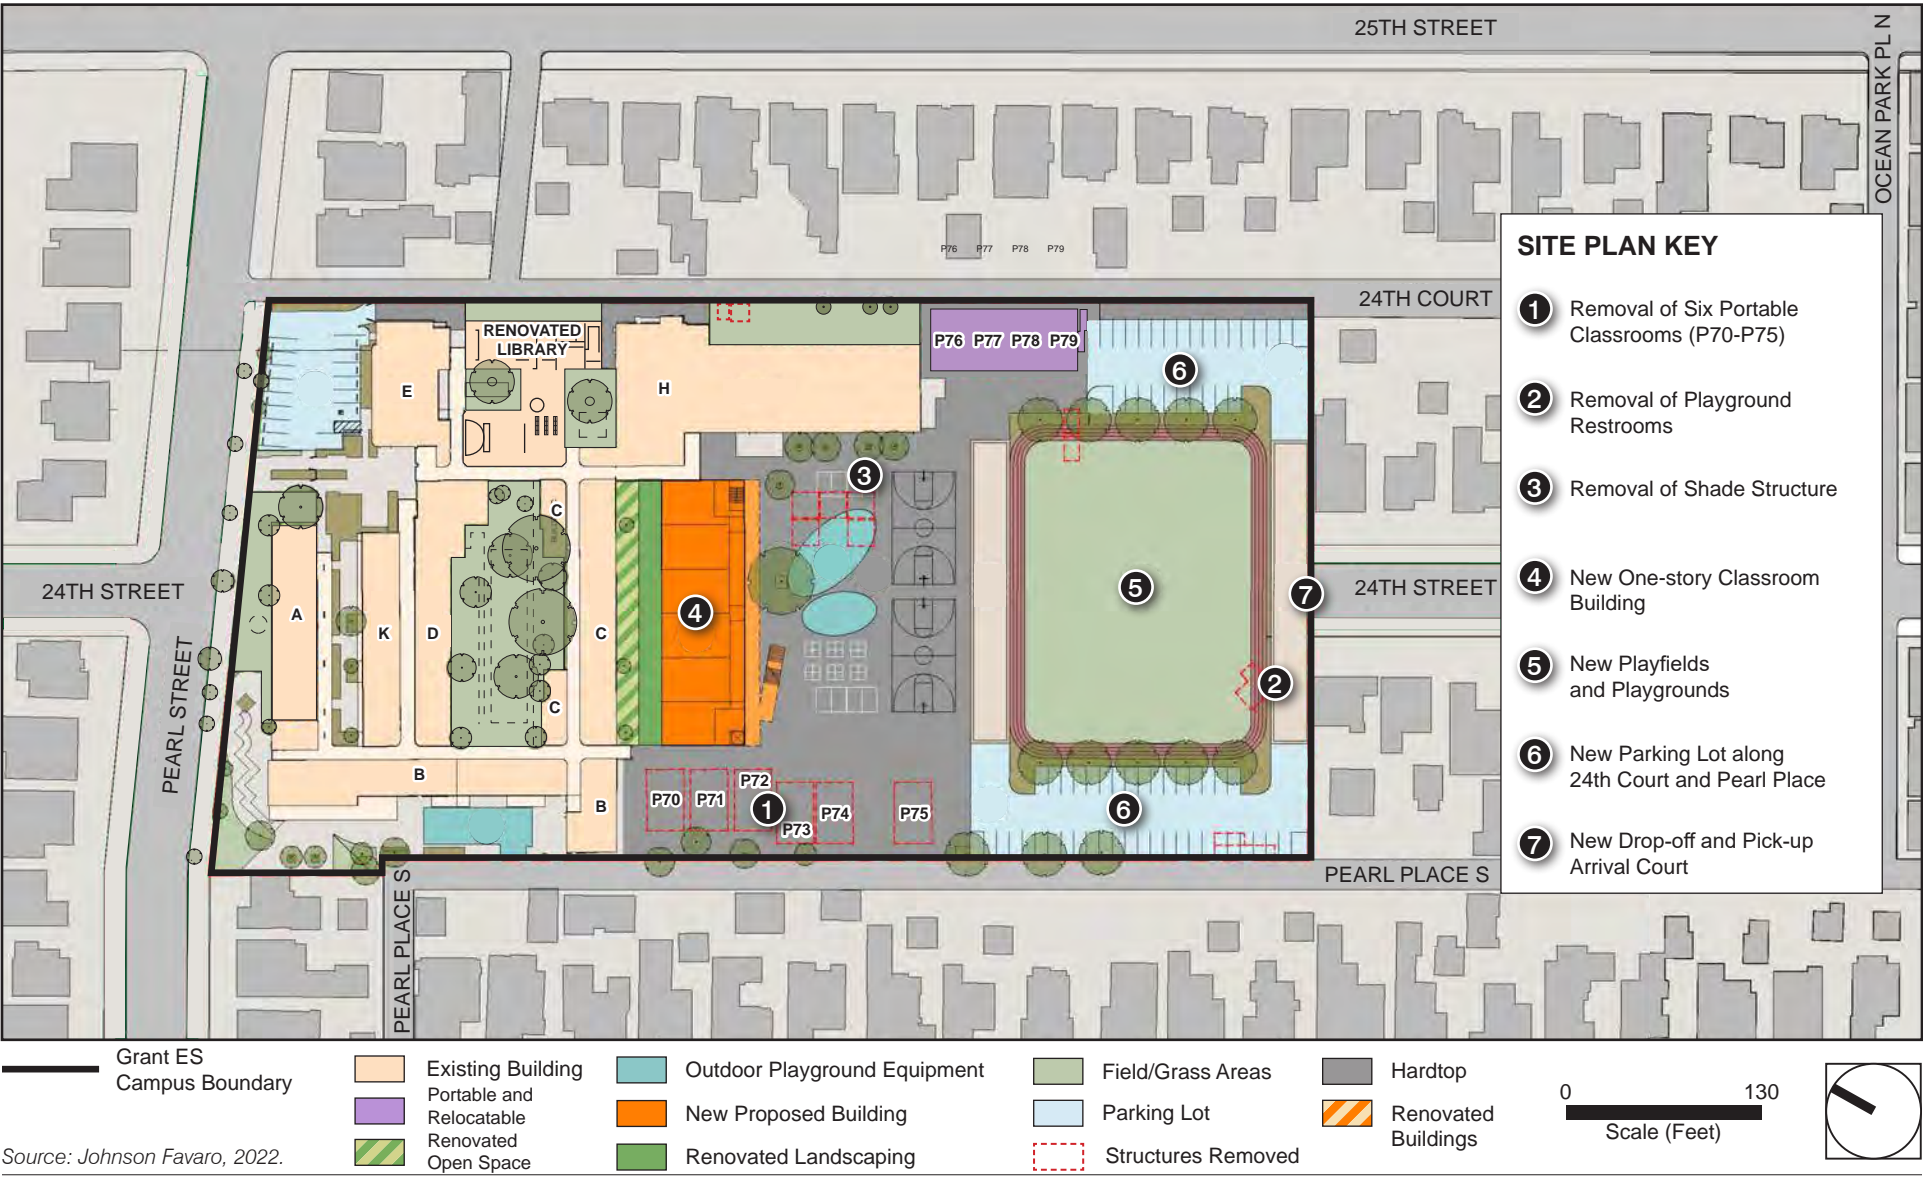 25TH STREET
OCEAN PARK PL N
P76 P77 P78 P79
24TH COURT
RENOVATED
LIBRARY
P76 P77 P78 P79
E
H
6
3
C
24TH STREET
A
K
D
C
4
5
7
24TH STREET
2
C
PEARL STREET
B
B
P70
P71
P72
1
P73
P74
P75
6
PEARL PLACE S
PEARL PLACE S
SITE PLAN KEY
1 Removal of Six Portable
Classrooms (P70-P75)
2 Removal of Playground
Restrooms
3 Removal of Shade Structure
4 New One-story Classroom
Building
5 New Playfields
and Playgrounds
6 New Parking Lot along
24th Court and Pearl Place
7 New Drop-off and Pick-up
Arrival Court
Grant ES
Campus Boundary
Existing Building
Portable and
Relocatable
Renovated
Open Space
Outdoor Playground Equipment
New Proposed Building
Renovated Landscaping
Field/Grass Areas
Parking Lot
Structures Removed
Hardtop
Renovated
Buildings
0 130
Scale (Feet)
Source: Johnson Favaro, 2022.